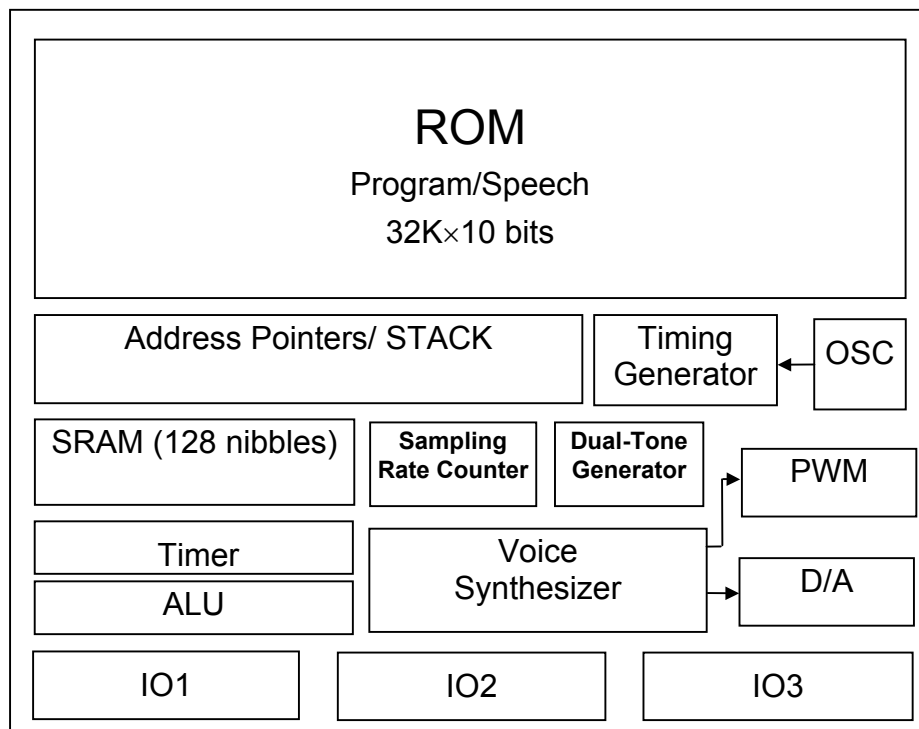 ROM
Program/Speech
32K×10 bits
Address Pointers/ STACK
Timing
Generator
OSC
SRAM (128 nibbles)
Sampling
Rate Counter
Dual-Tone
Generator
PWM
Timer
Voice
Synthesizer
ALU
D/A
IO1
IO2
IO3